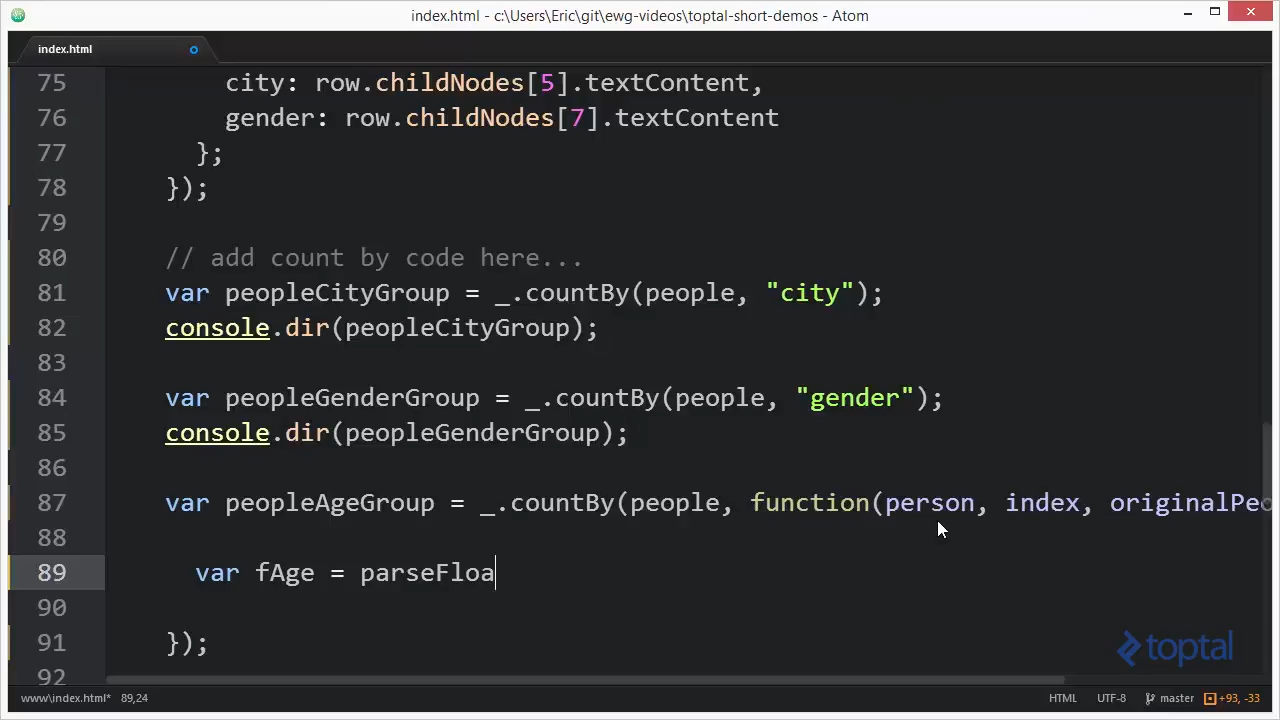 index.html - c:\Users\Eric\git\ewg-videos\toptal-short-demos - Atom
index.html
75 city: row.childNodes[5].textContent,
76 gender: row.childNodes[7].textContent
77 };
78 });
79
80 // add count by code here...
81 var peopleCityGroup = _.countBy(people, "city");
82 console.dir(peopleCityGroup);
83
84 var peopleGenderGroup = _.countBy(people, "gender");
85 console.dir(peopleGenderGroup);
86
87 var peopleAgeGroup = _.countBy(people, function(person, index, originalPeo
88
89 var fAge = parseFloa
90
91 });
92
toptal
www\index.html* 89,24 HTML UTF-8 master +93, -33